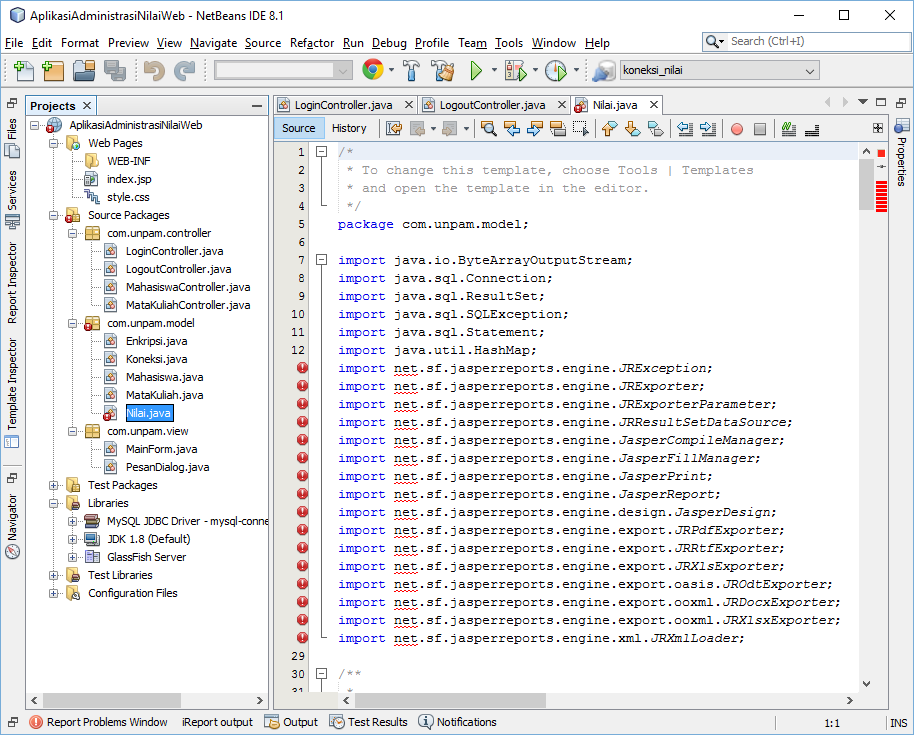 AplikasiAdministrasiNilaiWeb - NetBeans IDE 8.1
File Edit Format Preview View Navigate Source Refactor Run Debug Profile Team Tools Window Help
Search (Ctrl+I)
koneksi_nilai
Files
Services
Report Inspector
Template Inspector
Navigator
Projects
AplikasiAdministrasiNilaiWeb
Web Pages
WEB-INF
index.jsp
style.css
Source Packages
com.unpam.controller
LoginController.java
LogoutController.java
MahasiswaController.java
MataKuliahController.java
com.unpam.model
Enkripsi.java
Koneksi.java
Mahasiswa.java
MataKuliah.java
Nilai.java
com.unpam.view
MainForm.java
PesanDialog.java
Test Packages
Libraries
MySQL JDBC Driver - mysql-conne
JDK 1.8 (Default)
GlassFish Server
Test Libraries
Configuration Files
LoginController.java LogoutController.java Nilai.java
Source History
1 /*
2 * To change this template, choose Tools | Templates
3 * and open the template in the editor.
4 */
5 package com.unpam.model;
6
7 import java.io.ByteArrayOutputStream;
8 import java.sql.Connection;
9 import java.sql.ResultSet;
10 import java.sql.SQLException;
11 import java.sql.Statement;
12 import java.util.HashMap;
import net.sf.jasperreports.engine.JRException;
import net.sf.jasperreports.engine.JRExporter;
import net.sf.jasperreports.engine.JRExporterParameter;
import net.sf.jasperreports.engine.JRResultSetDataSource;
import net.sf.jasperreports.engine.JasperCompileManager;
import net.sf.jasperreports.engine.JasperFillManager;
import net.sf.jasperreports.engine.JasperPrint;
import net.sf.jasperreports.engine.JasperReport;
import net.sf.jasperreports.engine.design.JasperDesign;
import net.sf.jasperreports.engine.export.JRPdfExporter;
import net.sf.jasperreports.engine.export.JRRtfExporter;
import net.sf.jasperreports.engine.export.JRXlsExporter;
import net.sf.jasperreports.engine.export.oasis.JROdtExporter;
import net.sf.jasperreports.engine.export.ooxml.JRDocxExporter;
import net.sf.jasperreports.engine.export.ooxml.JRXlsxExporter;
import net.sf.jasperreports.engine.xml.JRXmlLoader;
29
30 /**
31 *
Properties
Report Problems Window iReport output Output Test Results Notifications 1:1 INS